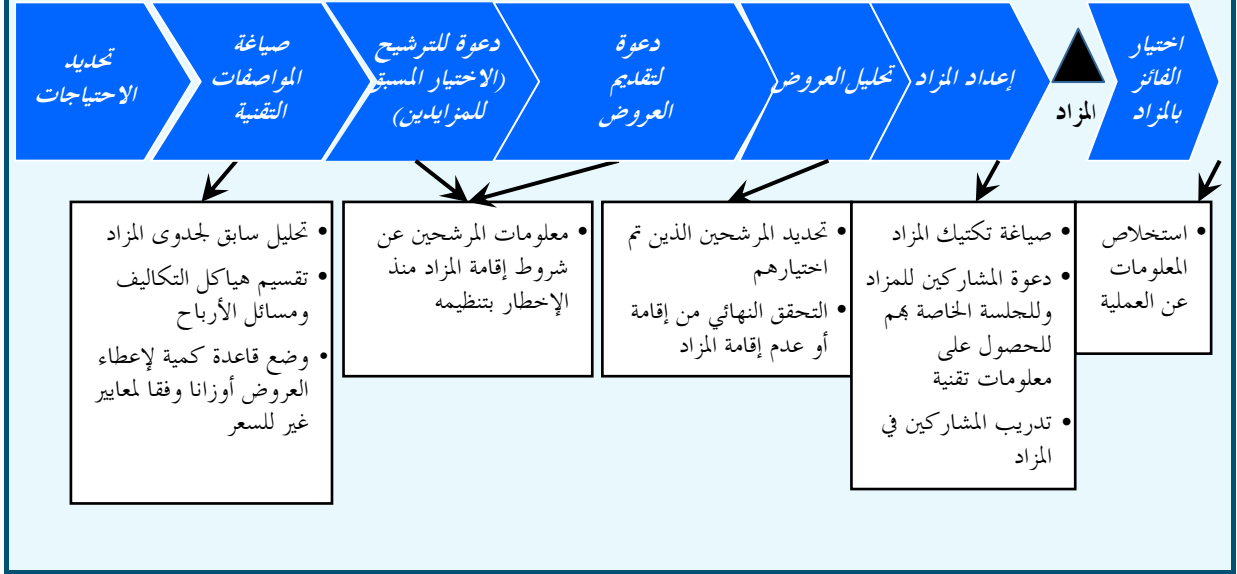 تحديد
الاحتياجات
صياغة
المواصفات
التقنية
دعوة للترشيح
(الاختيار المسبق
للمزايدين)
دعوة
لتقديم
العروض
تحليل العروض
إعداد المزاد
المزاد
اختيار
الفائز
بالمزاد
• تحليل سابق لجدوى المزاد
• تقسيم هياكل التكاليف
ومسائل الأرباح
• وضع قاعدة كمية لإعطاء
العروض أوزانا وفقا لمعايير
غير للسعر
• معلومات المرشحين عن
شروط إقامة المزاد منذ
الإخطار بتنظيمه
• تحديد المرشحين الذين تم
اختيارهم
• التحقق النهائي من إقامة
أو عدم إقامة المزاد
• صياغة تكتيك المزاد
• دعوة المشاركين للمزاد
وللجلسة الخاصة بهم
للحصول على
معلومات تقنية
• تدريب المشاركين في
المزاد
• استخلاص
المعلومات
عن العملية